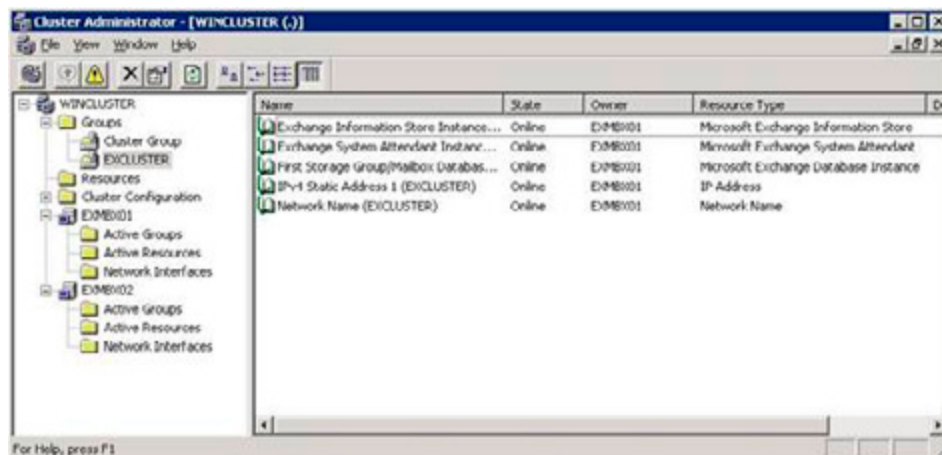 Cluster Administrator - [WINCLUSTER (.)]
File View Window Help
WINCLUSTER
Groups
Cluster Group
EXCLUSTER
Resources
Cluster Configuration
EXMBX01
Active Groups
Active Resources
Network Interfaces
EXMBX02
Active Groups
Active Resources
Network Interfaces
Name State Owner Resource Type D
Exchange Information Store Instance... Online EXMBX01 Microsoft Exchange Information Store
Exchange System Attendant Instanc... Online EXMBX01 Microsoft Exchange System Attendant
First Storage Group/Mailbox Databas... Online EXMBX01 Microsoft Exchange Database Instance
IPv4 Static Address 1 (EXCLUSTER) Online EXMBX01 IP Address
Network Name (EXCLUSTER) Online EXMBX01 Network Name
For Help, press F1